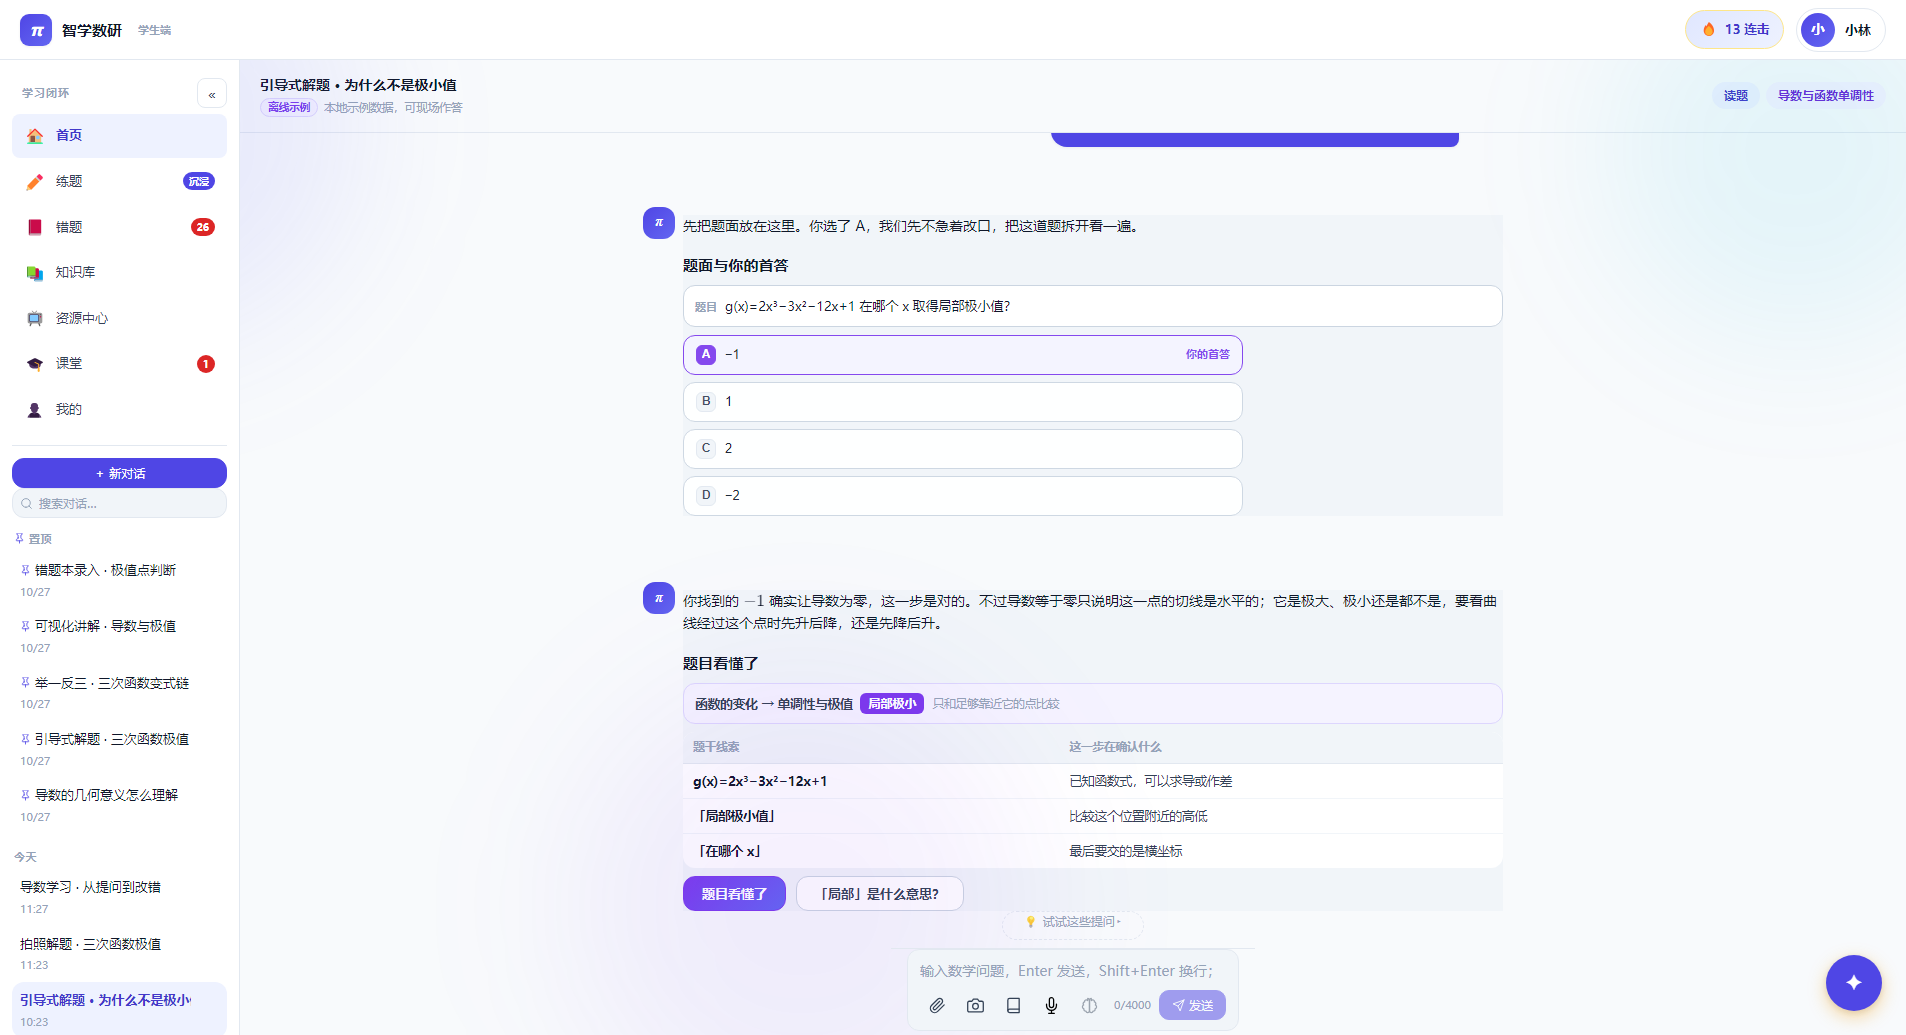 π 智学数研 学生端
13 连击
小 小林
学习闭环 «
首页
练题 沉浸
错题 26
知识库
资源中心
课堂 1
我的
+ 新对话
搜索对话...
置顶
错题本录入 · 极值点判断
10/27
可视化讲解 · 导数与极值
10/27
举一反三 · 三次函数变式链
10/27
引导式解题 · 三次函数极值
10/27
导数的几何意义怎么理解
10/27
今天
导数学习 · 从提问到改错
11:27
拍照解题 · 三次函数极值
11:23
引导式解题 • 为什么不是极小
10:23
引导式解题 • 为什么不是极小值
离线示例 本地示例数据，可现场作答
读题 导数与函数单调性
π
先把题面放在这里。你选了 A，我们先不急着改口，把这道题拆开看一遍。
题面与你的首答
题目 g(x)=2x³−3x²−12x+1 在哪个 x 取得局部极小值?
A −1 你的首答
B 1
C 2
D −2
π
你找到的 −1 确实让导数为零，这一步是对的。不过导数等于零只说明这一点的切线是水平的；它是极大、极小还是都不是，要看曲
线经过这个点时先升后降，还是先降后升。
题目看懂了
函数的变化 → 单调性与极值 局部极小 只和足够靠近它的点比较
题干线索 这一步在确认什么
g(x)=2x³−3x²−12x+1 已知函数式，可以求导或作差
「局部极小值」 比较这个位置附近的高低
「在哪个 x」 最后要交的是横坐标
题目看懂了 「局部」是什么意思?
试试这些提问
输入数学问题，Enter 发送，Shift+Enter 换行；
0/4000 发送